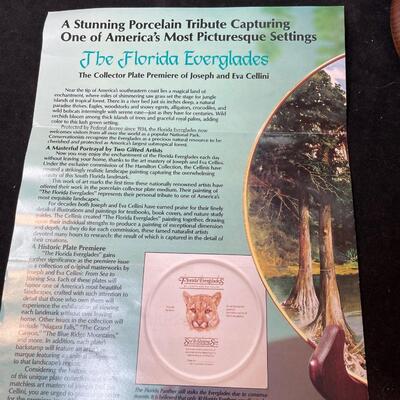 A Stunning Porcelain Tribute Capturing
One of America's Most Picturesque Settings
The Florida Everglades
The Collector Plate Premiere of Joseph and Eva Cellini
Near the tip of America's southeastern coast lies a magical land of
enchantment, where miles of shimmering saw grass set the stage for jungle
islands of tropical forest. There in a river bed just six inches deep, a natural
paradise thrives. Eagles, woodstorks and snowy egrets, alligators, crocodiles, and
wild bobcats intermingle with serene ease—just as they have for centuries. Wild
orchids bloom among thick islands of trees and graceful royal palms, adding
color to this lush green setting.
Protected by Federal decree since 1934, the Florida Everglades now
welcomes visitors from all over the world as a popular National Park.
Conservationists recognize the Everglades as a precious natural resource to be
cherished and protected as America's largest subtropical forest.
A Masterful Portrayal by Two Gifted Artists
Now you may enjoy the enchantment of the Florida Everglades each day
without leaving your home, thanks to the art mastery of Joseph and Eva Cellini.
Under the exclusive commission of The Hamilton Collection, the Cellinis have
created a strikingly realistic landscape painting capturing the overwhelming
beauty of this South Florida landmark.
This work of art marks the first time these nationally renowned artists have
offered their work in the porcelain collector plate medium. Their painting of
"The Florida Everglades" represents their personal tribute to one of America's
most exquisite landscapes.
For decades both Joseph and Eva Cellini have earned praise for their finely
detailed illustrations and paintings for textbooks, book covers, and nature study
guides. The Cellinis created "The Florida Everglades" painting together, drawing
upon their individual strengths to produce a painting of exceptional dimension
and depth. As they do for each commission, these famed naturalist artists
devoted many hours to research: the result of which is captured in the detail of
their creations.
A Historic Plate Premiere
"The Florida Everglades" gains
further significance as the premiere issue
in a collection of original masterworks by
Joseph and Eva Cellini: From Sea to
Shining Sea. Each of these plates will
honor one of America's most beautiful
landscapes, crafted with such attention to
detail that those who own them will
experience the exhilaration of viewing
each landmark without ever leaving
home. Other issues in the collection will
include "Niagara Falls," "The Grand
Canyon," "The Blue Ridge Mountains,"
and more. In addition, each plate's
backstamp will feature an
marque featuring an animal
to that landscape's
Considering the
of this unique plate collection
matchless art mastery of
Cellini, you are urged to
Florida Everglades
From Sea to Shining Sea
The Florida Panther still stalks the Everglades due to conserva-